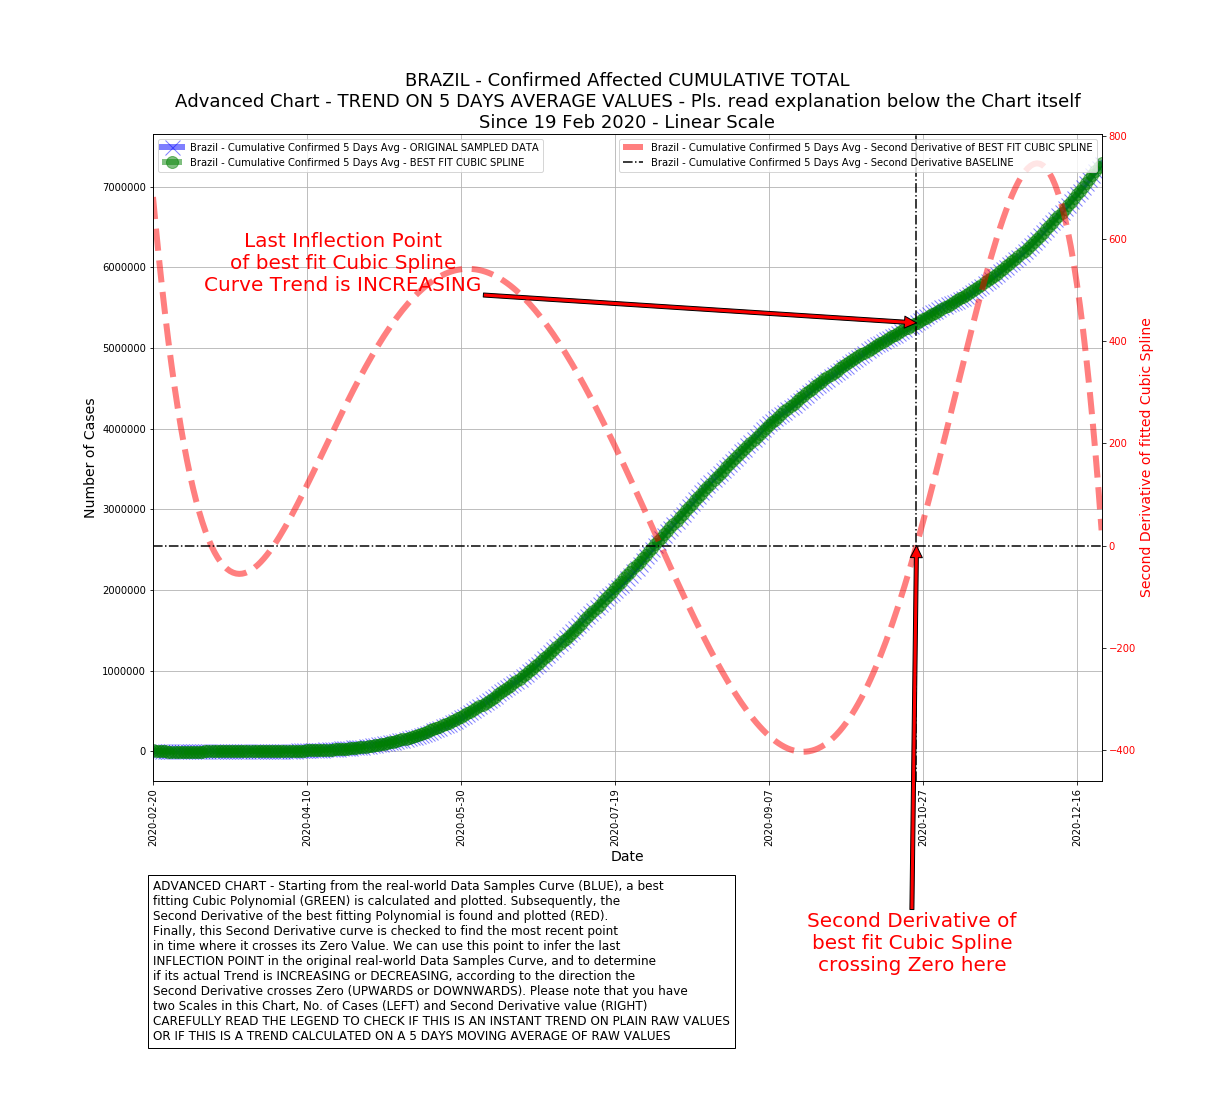 BRAZIL - Confirmed Affected CUMULATIVE TOTAL
Advanced Chart - TREND ON 5 DAYS AVERAGE VALUES - Pls. read explanation below the Chart itself
Since 19 Feb 2020 - Linear Scale
Brazil - Cumulative Confirmed 5 Days Avg - ORIGINAL SAMPLED DATA
Brazil - Cumulative Confirmed 5 Days Avg - BEST FIT CUBIC SPLINE
Brazil - Cumulative Confirmed 5 Days Avg - Second Derivative of BEST FIT CUBIC SPLINE
Brazil - Cumulative Confirmed 5 Days Avg - Second Derivative BASELINE
Last Inflection Point
of best fit Cubic Spline
Curve Trend is INCREASING
Number of Cases
7000000
6000000
5000000
4000000
3000000
2000000
1000000
0
800
600
400
200
0
−200
−400
Second Derivative of fitted Cubic Spline
2020-02-20
2020-04-10
2020-05-30
2020-07-19
2020-09-07
2020-10-27
2020-12-16
Date
ADVANCED CHART - Starting from the real-world Data Samples Curve (BLUE), a best
fitting Cubic Polynomial (GREEN) is calculated and plotted. Subsequently, the
Second Derivative of the best fitting Polynomial is found and plotted (RED).
Finally, this Second Derivative curve is checked to find the most recent point
in time where it crosses its Zero Value. We can use this point to infer the last
INFLECTION POINT in the original real-world Data Samples Curve, and to determine
if its actual Trend is INCREASING or DECREASING, according to the direction the
Second Derivative crosses Zero (UPWARDS or DOWNWARDS). Please note that you have
two Scales in this Chart, No. of Cases (LEFT) and Second Derivative value (RIGHT)
CAREFULLY READ THE LEGEND TO CHECK IF THIS IS AN INSTANT TREND ON PLAIN RAW VALUES
OR IF THIS IS A TREND CALCULATED ON A 5 DAYS MOVING AVERAGE OF RAW VALUES
Second Derivative of
best fit Cubic Spline
crossing Zero here